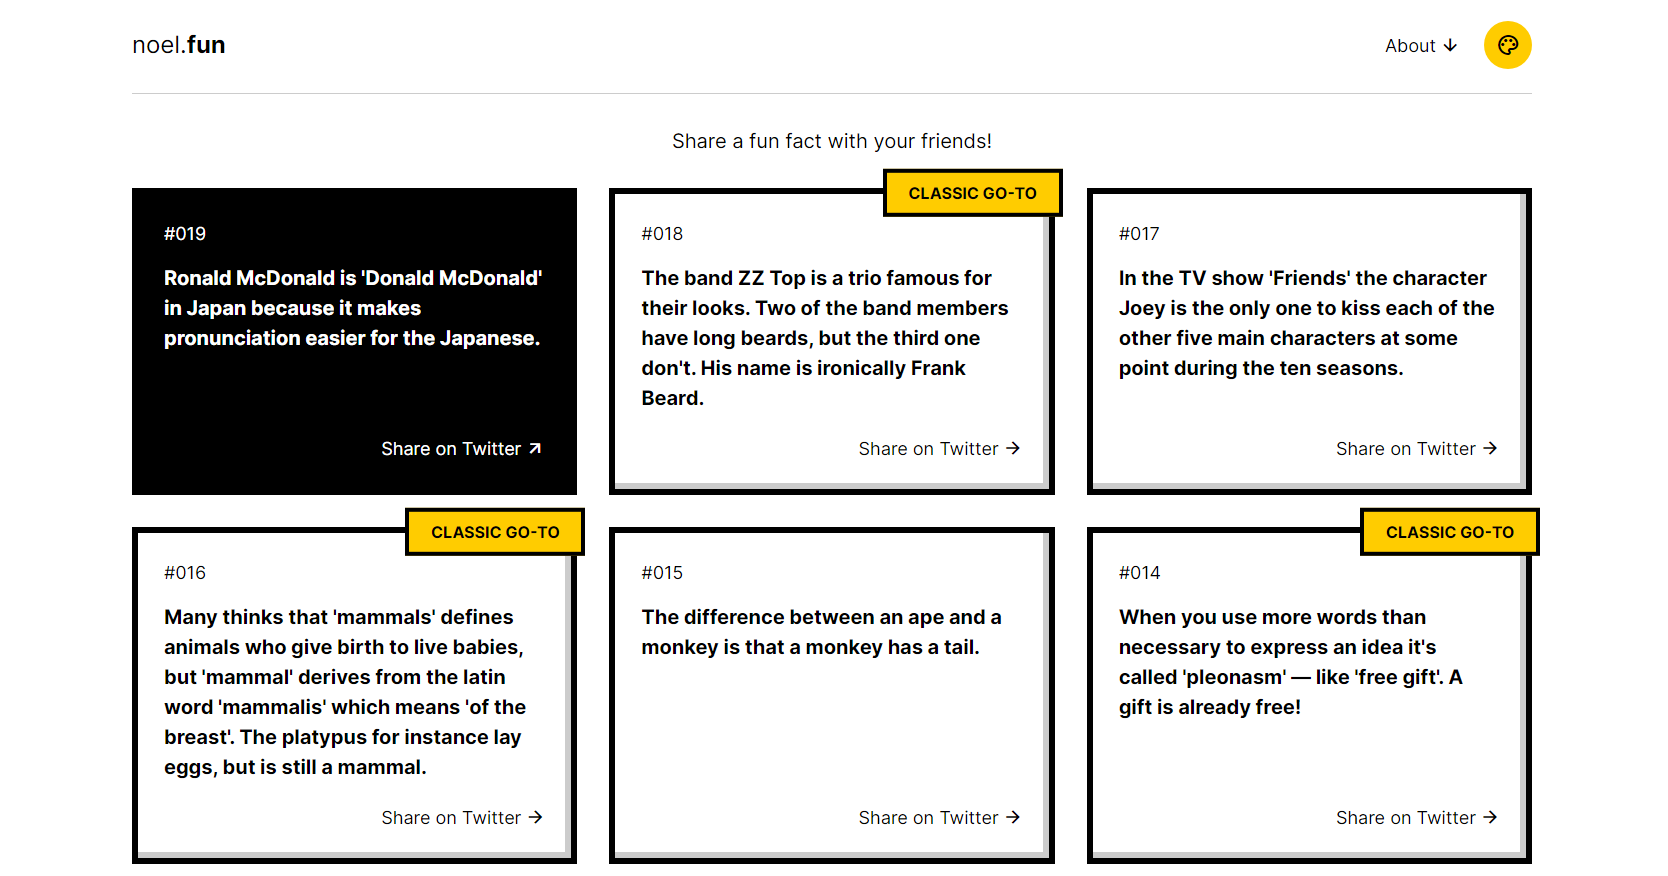 noel.fun
About
Share a fun fact with your friends!
#019
Ronald McDonald is 'Donald McDonald'
in Japan because it makes
pronunciation easier for the Japanese.
Share on Twitter
CLASSIC GO-TO
#018
The band ZZ Top is a trio famous for
their looks. Two of the band members
have long beards, but the third one
don't. His name is ironically Frank
Beard.
Share on Twitter
#017
In the TV show 'Friends' the character
Joey is the only one to kiss each of the
other five main characters at some
point during the ten seasons.
Share on Twitter
CLASSIC GO-TO
#016
Many thinks that 'mammals' defines
animals who give birth to live babies,
but 'mammal' derives from the latin
word 'mammalis' which means 'of the
breast'. The platypus for instance lay
eggs, but is still a mammal.
Share on Twitter
#015
The difference between an ape and a
monkey is that a monkey has a tail.
Share on Twitter
CLASSIC GO-TO
#014
When you use more words than
necessary to express an idea it's
called 'pleonasm' — like 'free gift'. A
gift is already free!
Share on Twitter